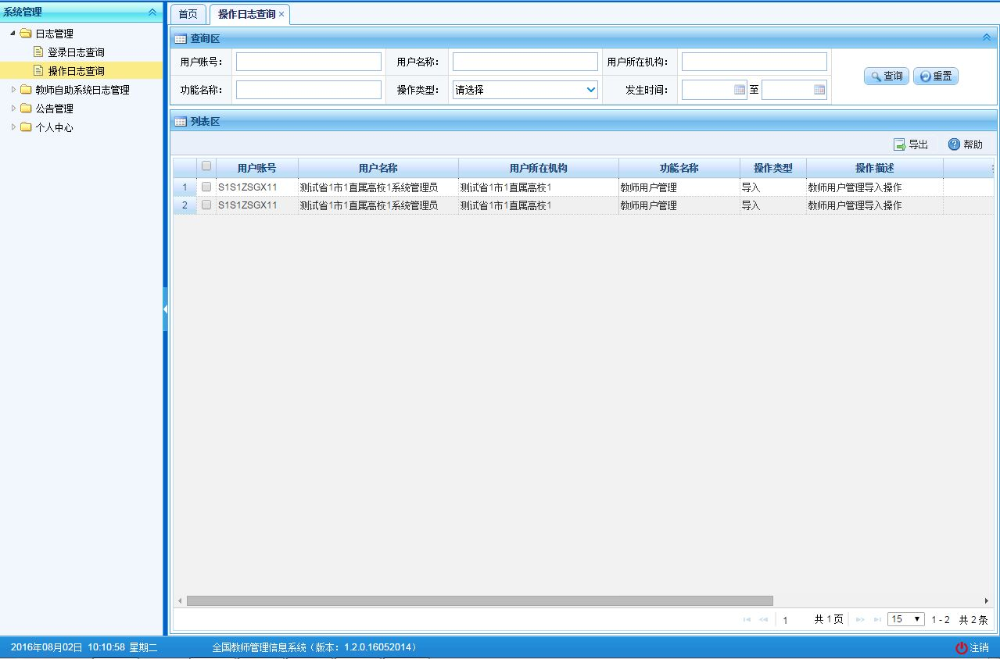 系统管理
首页 操作日志查询 ×
日志管理
登录日志查询
操作日志查询
教师自助系统日志管理
公告管理
个人中心
查询区
用户账号: 用户名称: 用户所在机构:
功能名称: 操作类型: 请选择 发生时间: 至
查询 重置
列表区
导出 帮助
用户账号 用户名称 用户所在机构 功能名称 操作类型 操作描述
1 S1S1ZSGX11 测试省1市1直属高校1系统管理员 测试省1市1直属高校1 教师用户管理 导入 教师用户管理导入操作
2 S1S1ZSGX11 测试省1市1直属高校1系统管理员 测试省1市1直属高校1 教师用户管理 导入 教师用户管理导入操作
1 共 1 页 15 1 - 2 共 2 条
2016年08月02日 10:10:58 星期二 全国教师管理信息系统（版本：1.2.0.16052014） 注销